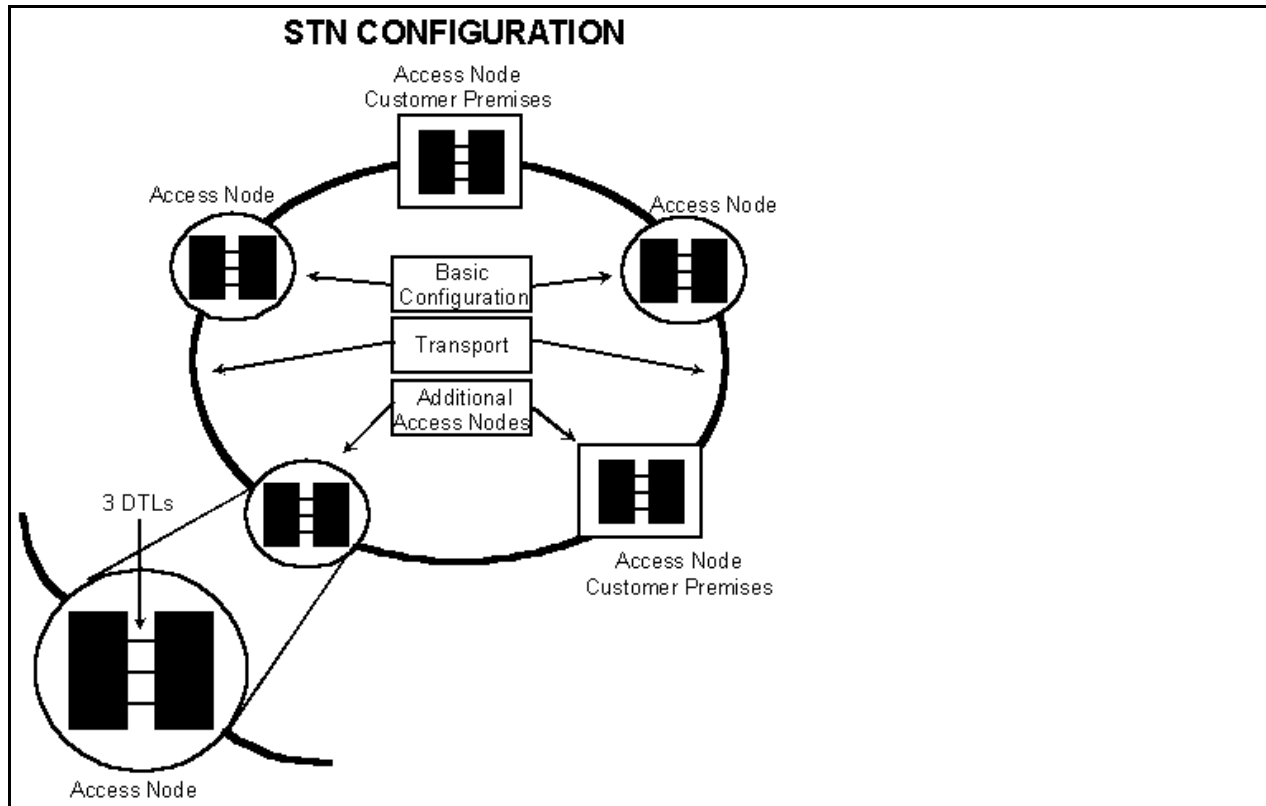 STN CONFIGURATION
Access Node
Customer Premises
Access Node
Access Node
Basic
Configuration
Transport
Additional
Access Nodes
3 DTLs
Access Node
Customer Premises
Access Node